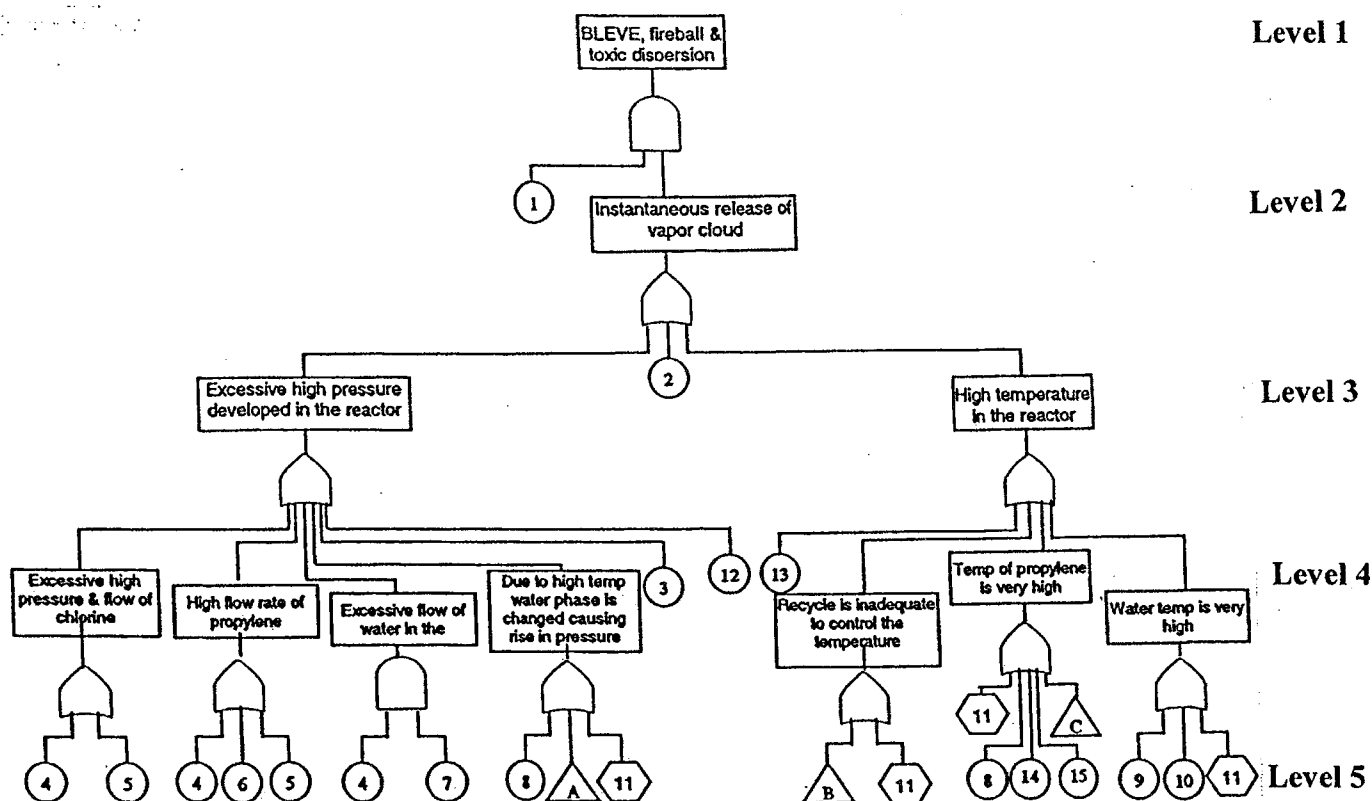 BLEVE, fireball &
toxic dispersion
Level 1
1
Instantaneous release of
vapor cloud
Level 2
2
Excessive high pressure
developed in the reactor
High temperature
in the reactor
Level 3
Excessive high
pressure & flow of
chlorine
High flow rate of
propylene
Excessive flow of
water in the
Due to high temp
water phase is
changed causing
rise in pressure
3
12
13
Recycle is inadequate
to control the
temperature
Temp of propylene
is very high
Water temp is very
high
Level 4
4
5
4
6
5
4
7
8
A
11
B
11
11
8
14
15
C
9
10
11
Level 5